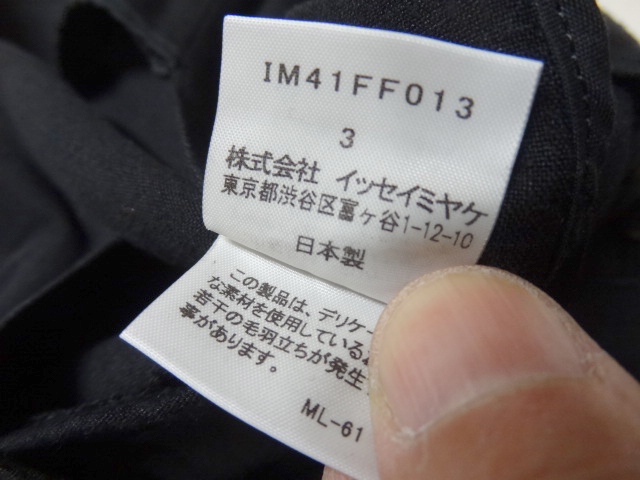 IM41FF013
3
株式会社 イッセイミヤケ
東京都渋谷区富ヶ谷1-12-10
日本製
この製品は、デリケー
な素材を使用している
若干の毛羽立ちが発生
事があります。
ML-61